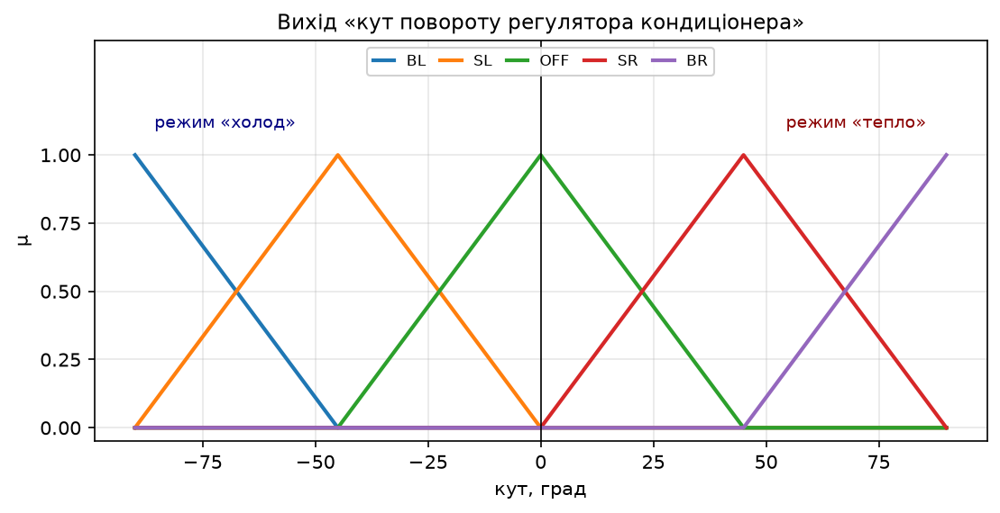 Вихід «кут повороту регулятора кондиціонера»
BL SL OFF SR BR
режим «холод» режим «тепло»
1.00
0.75
0.50
0.25
0.00
μ
−75 −50 −25 0 25 50 75
кут, град